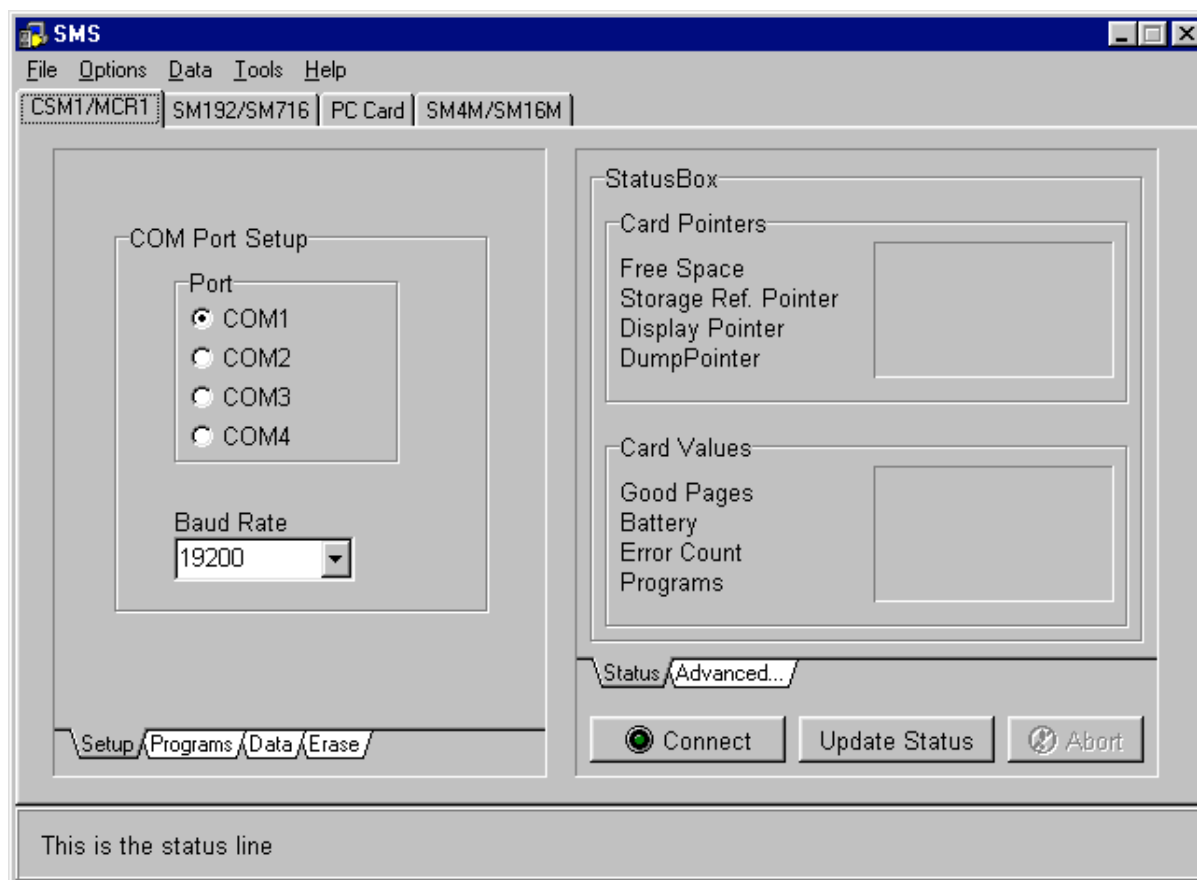 SMS
File Options Data Tools Help
CSM1/MCR1 SM192/SM716 PC Card SM4M/SM16M
COM Port Setup
Port
COM1
COM2
COM3
COM4
Baud Rate
19200
Setup Programs Data Erase
StatusBox
Card Pointers
Free Space
Storage Ref. Pointer
Display Pointer
DumpPointer
Card Values
Good Pages
Battery
Error Count
Programs
Status Advanced...
Connect Update Status Abort
This is the status line